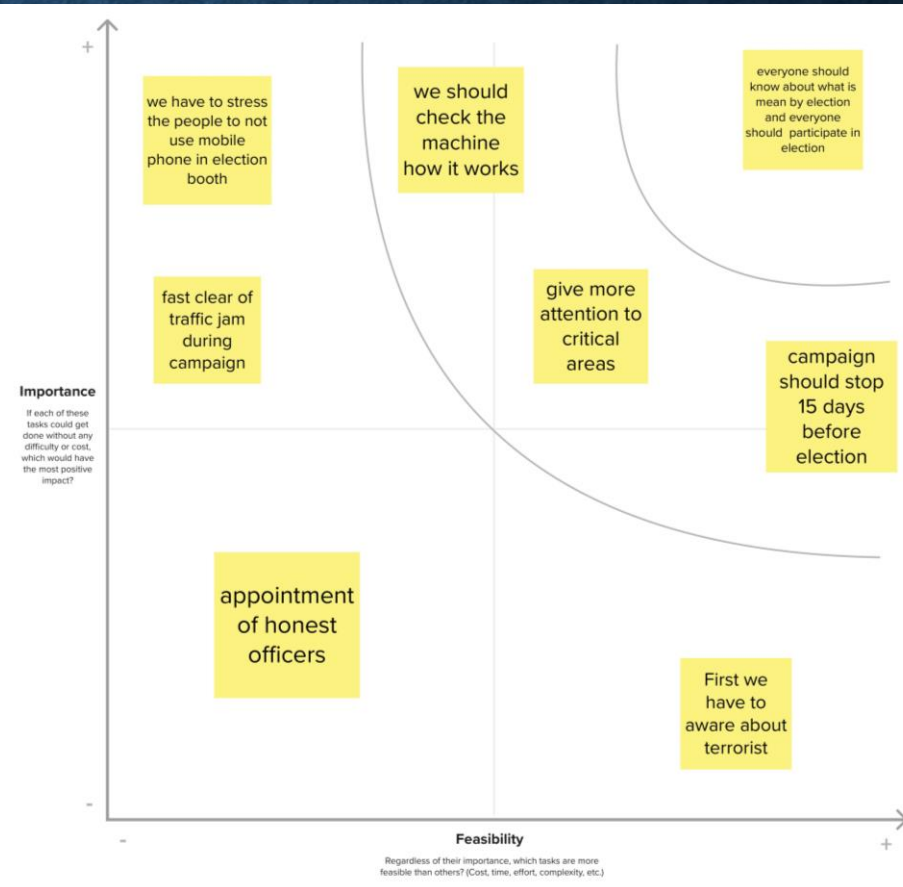 +
we have to stress
the people to not
use mobile
phone in election
booth
we should
check the
machine
how it works
everyone should
know about what is
mean by election
and everyone
should participate in
election
fast clear of
traffic jam
during
campaign
give more
attention to
critical
areas
campaign
should stop
15 days
before
election
Importance
If each of these
tasks could get
done without any
difficulty or cost,
which would have
the most positive
impact?
appointment
of honest
officers
First we
have to
aware about
terrorist
-
-
Feasibility
+
Regardless of their importance, which tasks are more
feasible than others? (Cost, time, effort, complexity, etc.)